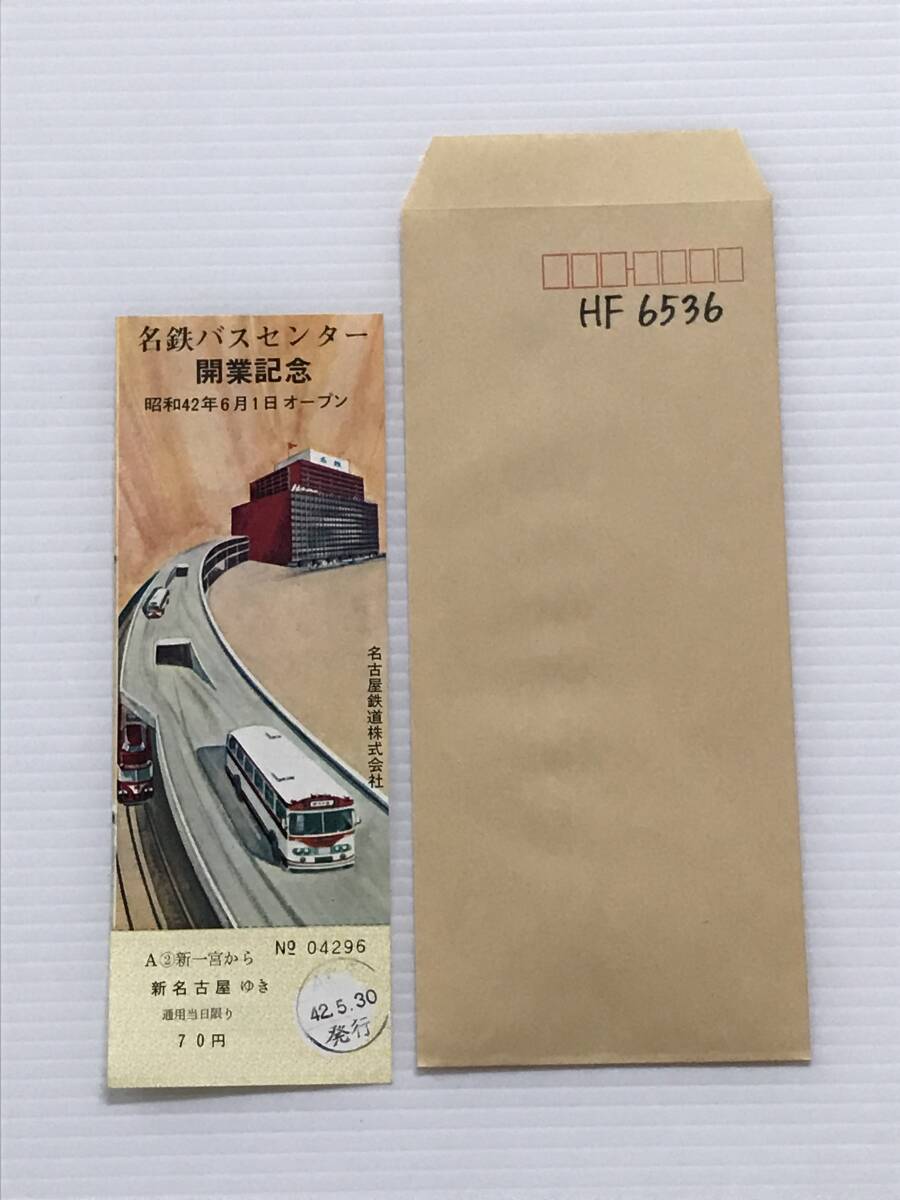 名鉄バスセンター
開業記念
昭和42年6月1日オープン
名鉄
名古屋鉄道株式会社
A②新一宮から
№ 04296
新名古屋ゆき
通用当日限り
70円
42.5.30
発行
HF 6536